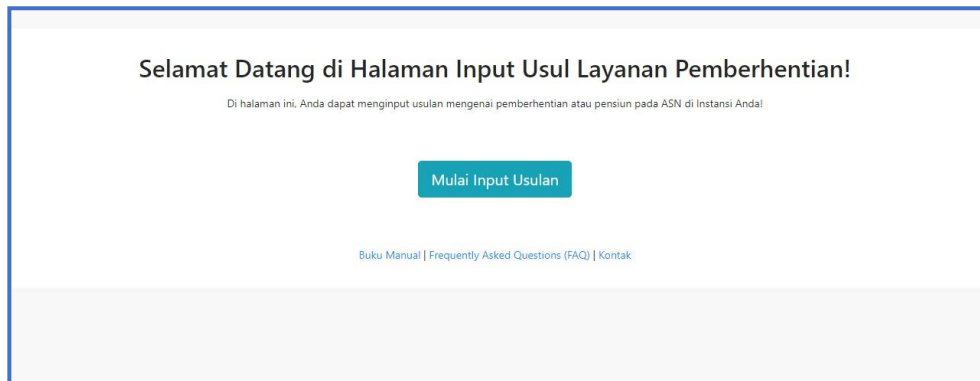 Selamat Datang di Halaman Input Usul Layanan Pemberhentian!
Di halaman ini, Anda dapat menginput usulan mengenai pemberhentian atau pensiun pada ASN di Instansi Anda!
Mulai Input Usulan
Buku Manual | Frequently Asked Questions (FAQ) | Kontak